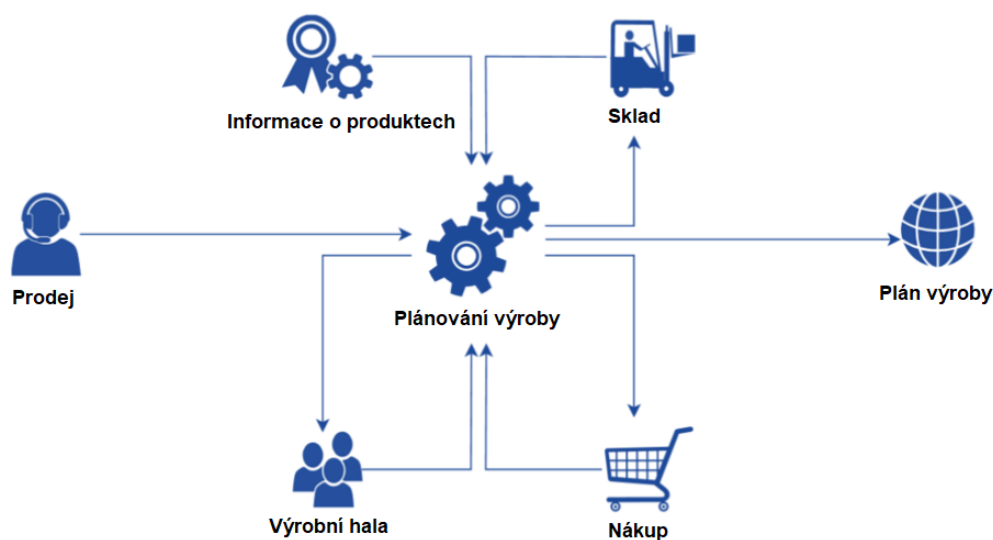 Informace o produktech
Sklad
Prodej
Plánování výroby
Plán výroby
Výrobní hala
Nákup